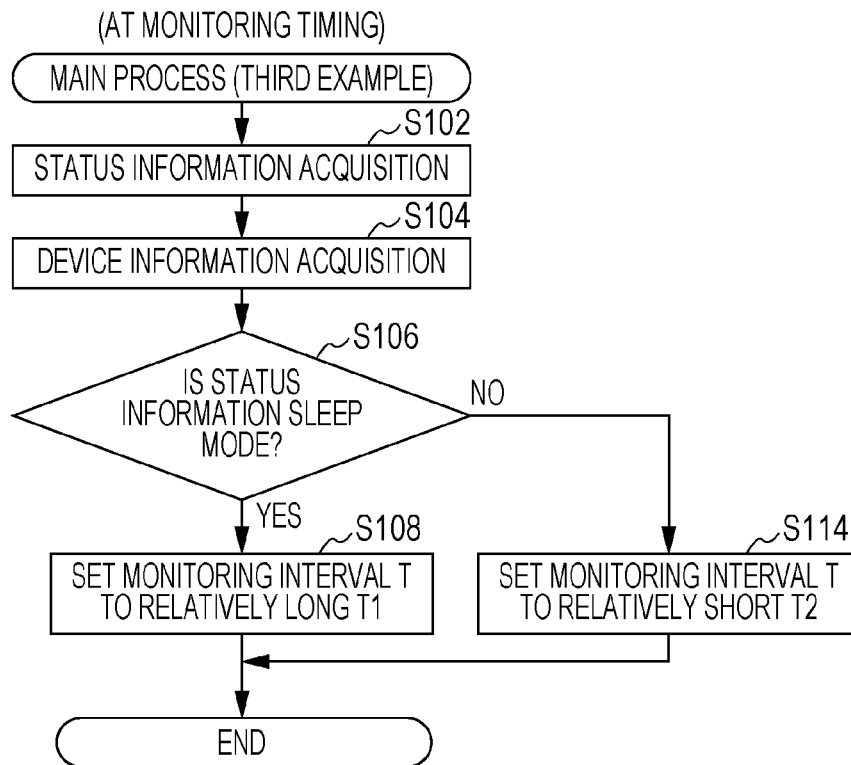 (AT MONITORING TIMING)
MAIN PROCESS (THIRD EXAMPLE)
S102
STATUS INFORMATION ACQUISITION
S104
DEVICE INFORMATION ACQUISITION
S106
IS STATUS
INFORMATION SLEEP
MODE?
NO
YES
S108
SET MONITORING INTERVAL T
TO RELATIVELY LONG T1
S114
SET MONITORING INTERVAL T
TO RELATIVELY SHORT T2
END